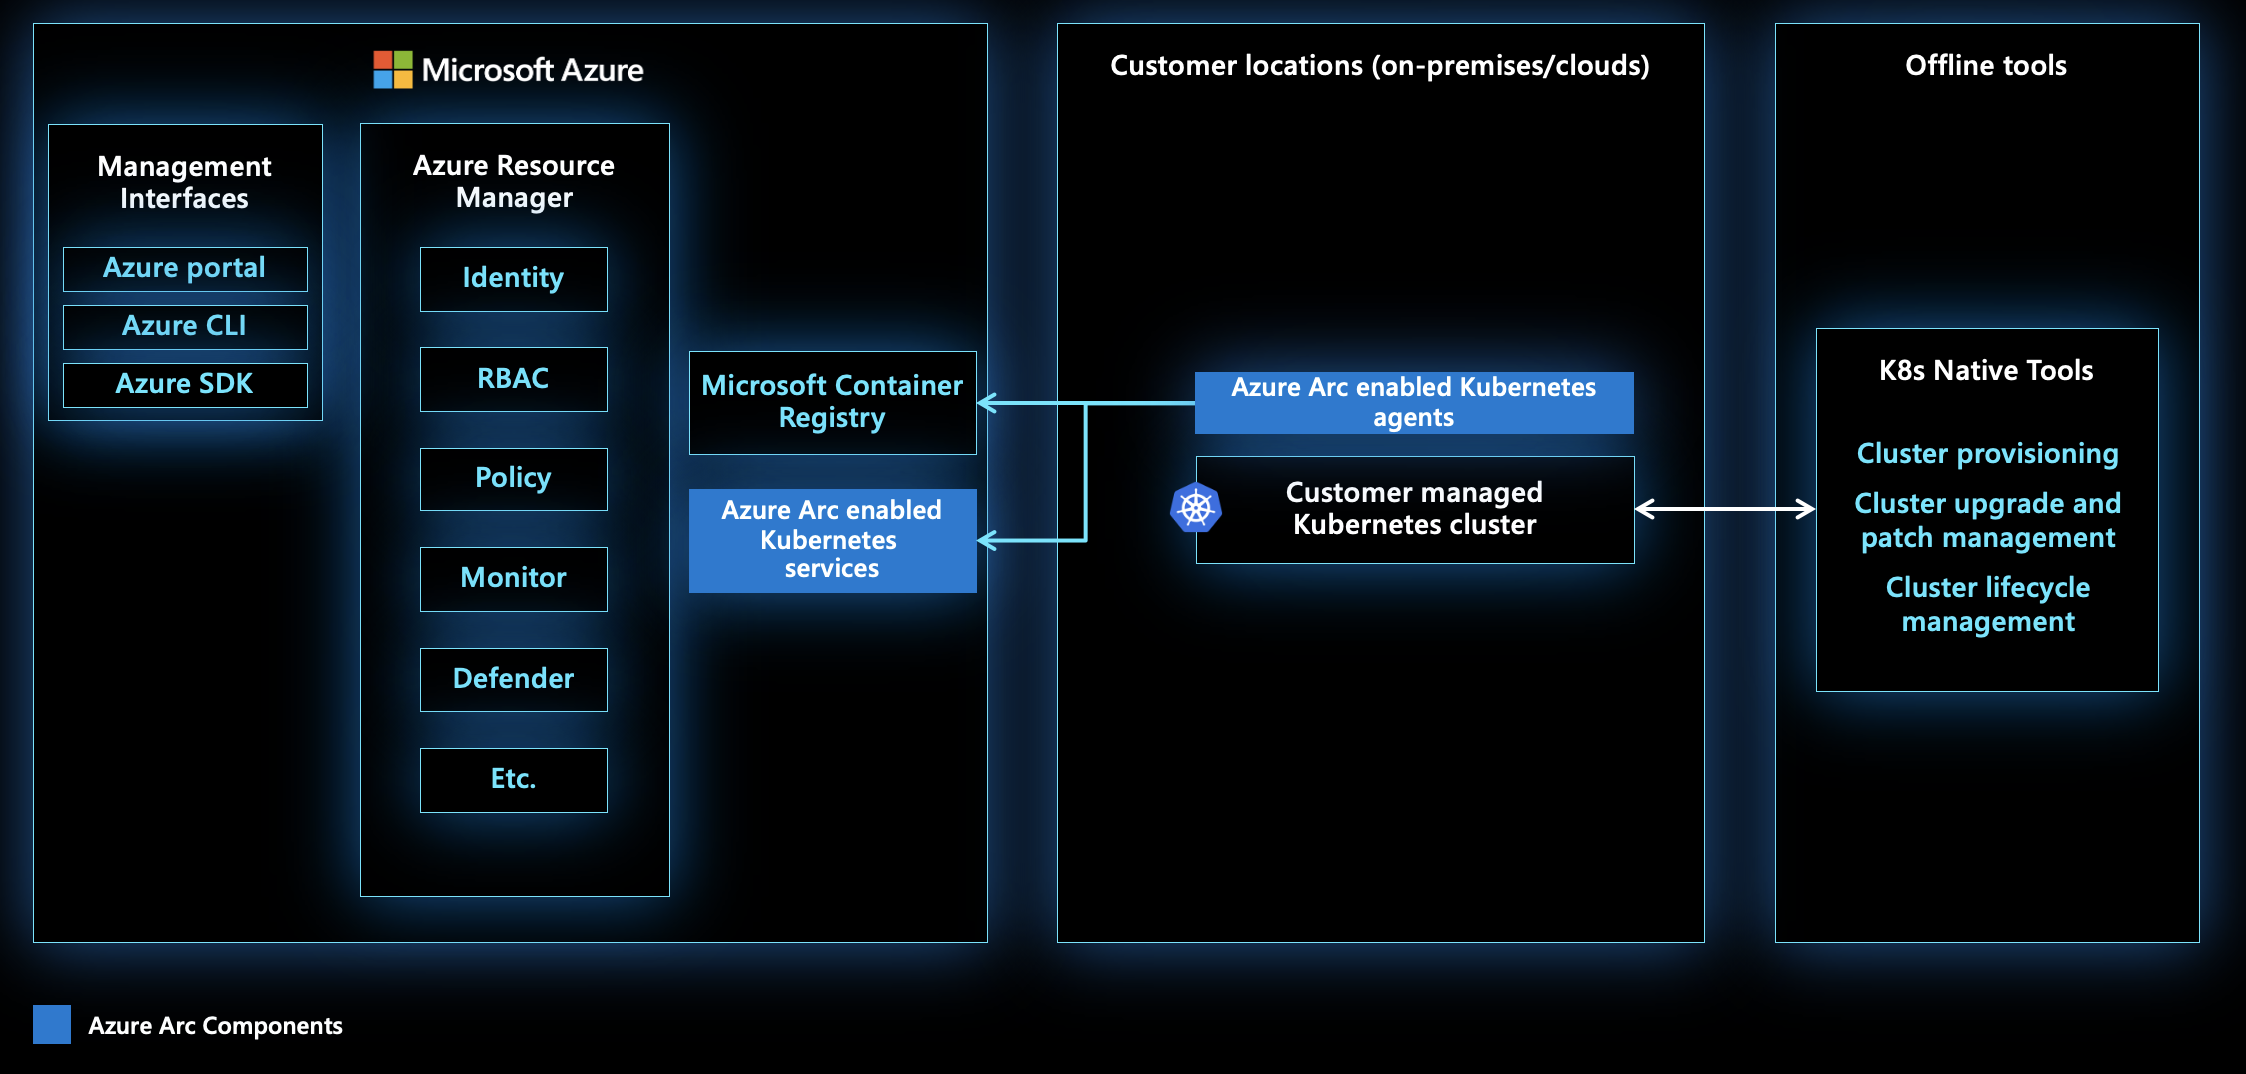 Microsoft Azure
Management
Interfaces
Azure portal
Azure CLI
Azure SDK
Azure Resource
Manager
Identity
RBAC
Policy
Monitor
Defender
Etc.
Microsoft Container
Registry
Azure Arc enabled
Kubernetes
services
Customer locations (on-premises/clouds)
Azure Arc enabled Kubernetes
agents
Customer managed
Kubernetes cluster
Offline tools
K8s Native Tools
Cluster provisioning
Cluster upgrade and
patch management
Cluster lifecycle
management
Azure Arc Components